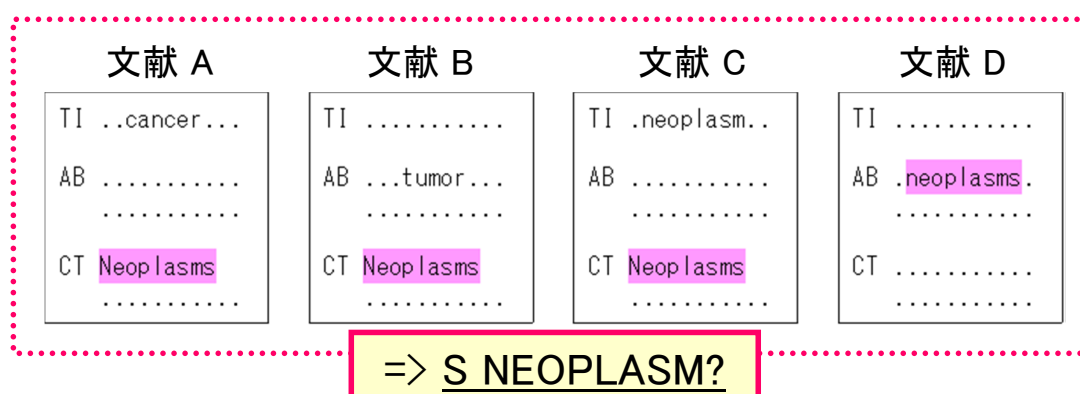 文献 A
TI ..cancer...
AB ...........
...........
CT Neoplasms
...........
文献 B
TI ...........
AB ...tumor...
...........
CT Neoplasms
...........
文献 C
TI .neoplasm..
AB ...........
...........
CT Neoplasms
...........
文献 D
TI ...........
AB .neoplasms.
...........
CT ...........
...........
=> S NEOPLASM?